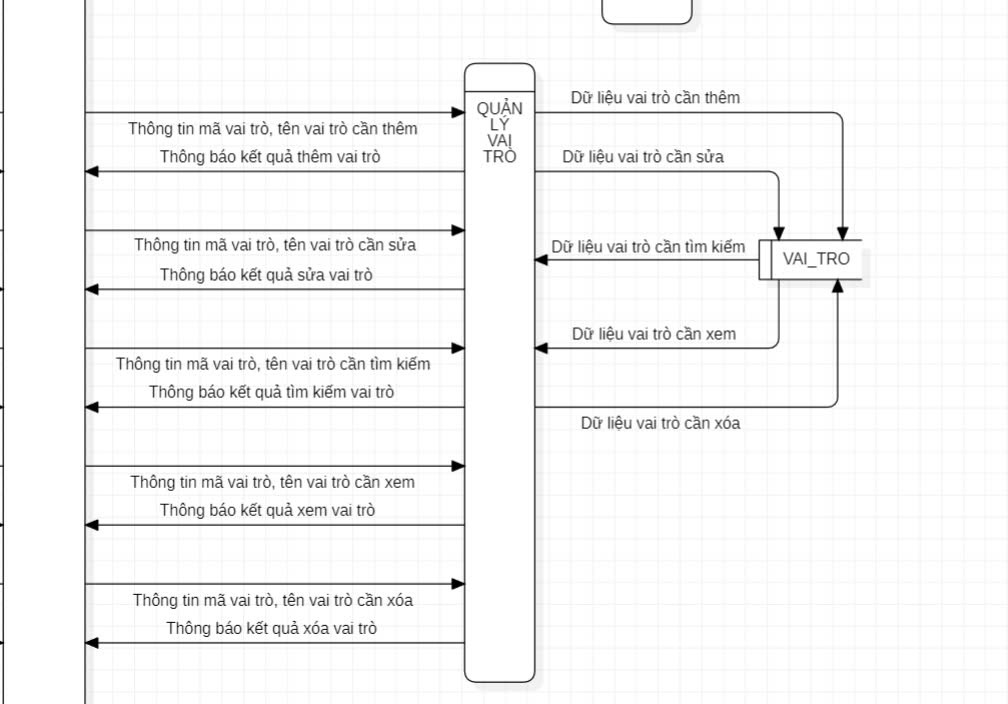 Dữ liệu vai trò cần thêm
QUẢN
LÝ
VAI
TRÒ
Thông tin mã vai trò, tên vai trò cần thêm
Thông báo kết quả thêm vai trò
Dữ liệu vai trò cần sửa
Thông tin mã vai trò, tên vai trò cần sửa
Dữ liệu vai trò cần tìm kiếm
VAI_TRO
Thông báo kết quả sửa vai trò
Dữ liệu vai trò cần xem
Thông tin mã vai trò, tên vai trò cần tìm kiếm
Thông báo kết quả tìm kiếm vai trò
Dữ liệu vai trò cần xóa
Thông tin mã vai trò, tên vai trò cần xem
Thông báo kết quả xem vai trò
Thông tin mã vai trò, tên vai trò cần xóa
Thông báo kết quả xóa vai trò